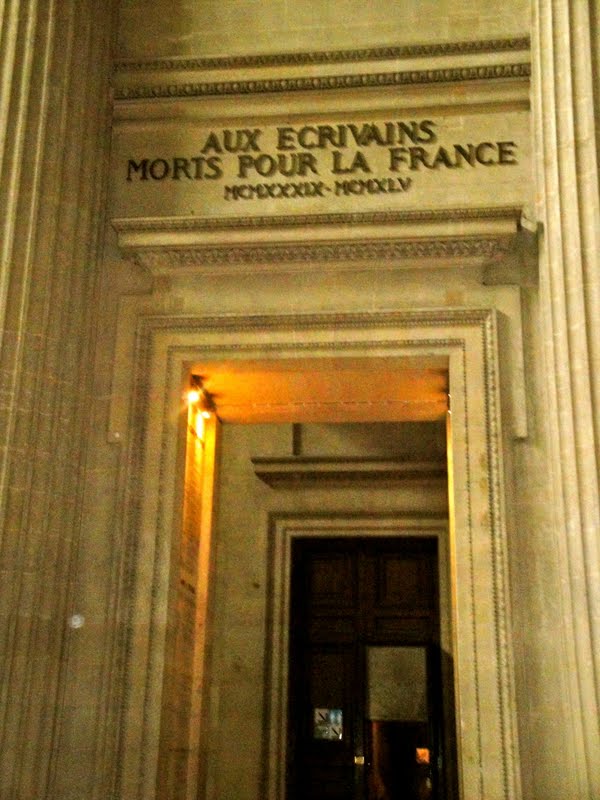 AUX ECRIVAINS
MORTS POUR LA FRANCE
MCMXXXIX - MCMXLV